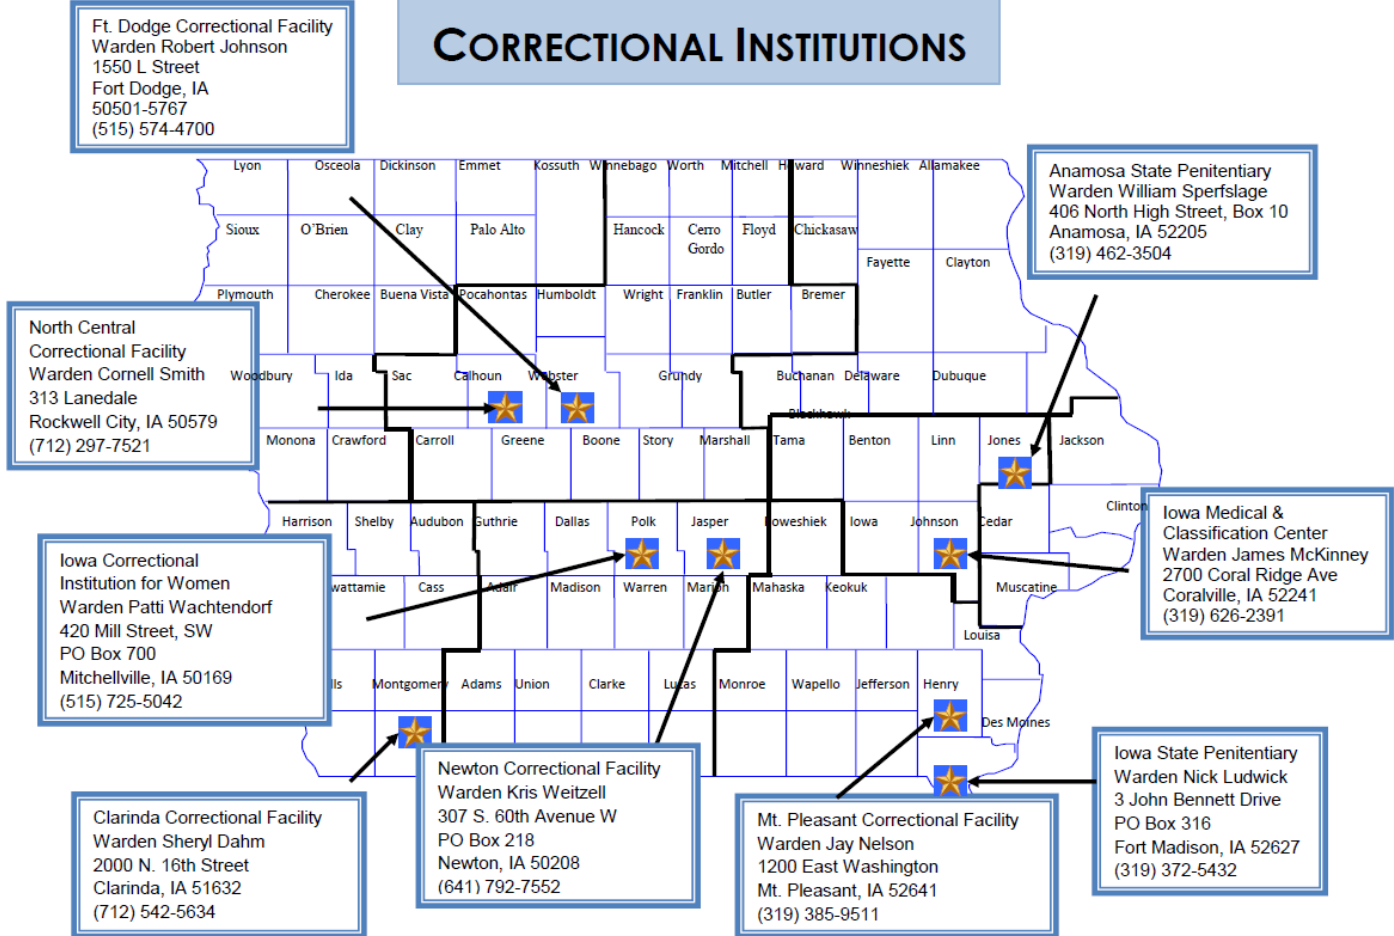 CORRECTIONAL INSTITUTIONS
Ft. Dodge Correctional Facility
Warden Robert Johnson
1550 L Street
Fort Dodge, IA
50501-5767
(515) 574-4700
Anamosa State Penitentiary
Warden William Sperfslage
406 North High Street, Box 10
Anamosa, IA 52205
(319) 462-3504
North Central
Correctional Facility
Warden Cornell Smith
313 Lanedale
Rockwell City, IA 50579
(712) 297-7521
Iowa Medical &
Classification Center
Warden James McKinney
2700 Coral Ridge Ave
Coralville, IA 52241
(319) 626-2391
Iowa Correctional
Institution for Women
Warden Patti Wachtendorf
420 Mill Street, SW
PO Box 700
Mitchellville, IA 50169
(515) 725-5042
Clarinda Correctional Facility
Warden Sheryl Dahm
2000 N. 16th Street
Clarinda, IA 51632
(712) 542-5634
Newton Correctional Facility
Warden Kris Weitzell
307 S. 60th Avenue W
PO Box 218
Newton, IA 50208
(641) 792-7552
Mt. Pleasant Correctional Facility
Warden Jay Nelson
1200 East Washington
Mt. Pleasant, IA 52641
(319) 385-9511
Iowa State Penitentiary
Warden Nick Ludwick
3 John Bennett Drive
PO Box 316
Fort Madison, IA 52627
(319) 372-5432
Lyon Osceola Dickinson Emmet Kossuth Winnebago Worth Mitchell Howard Winneshiek Allamakee
Sioux O'Brien Clay Palo Alto Hancock Cerro Gordo Floyd Chickasaw
Fayette Clayton
Plymouth Cherokee Buena Vista Pocahontas Humboldt Wright Franklin Butler Bremer
Woodbury Ida Sac Calhoun Webster Grundy Buchanan Delaware Dubuque
Blackhawk
Monona Crawford Carroll Greene Boone Story Marshall Tama Benton Linn Jones Jackson
Clinton
Harrison Shelby Audubon Guthrie Dallas Polk Jasper Poweshiek Iowa Johnson Cedar
wattamie Cass Adair Madison Warren Marion Mahaska Keokuk Muscatine
Louisa
lls Montgomery Adams Union Clarke Lucas Monroe Wapello Jefferson Henry
Des Moines